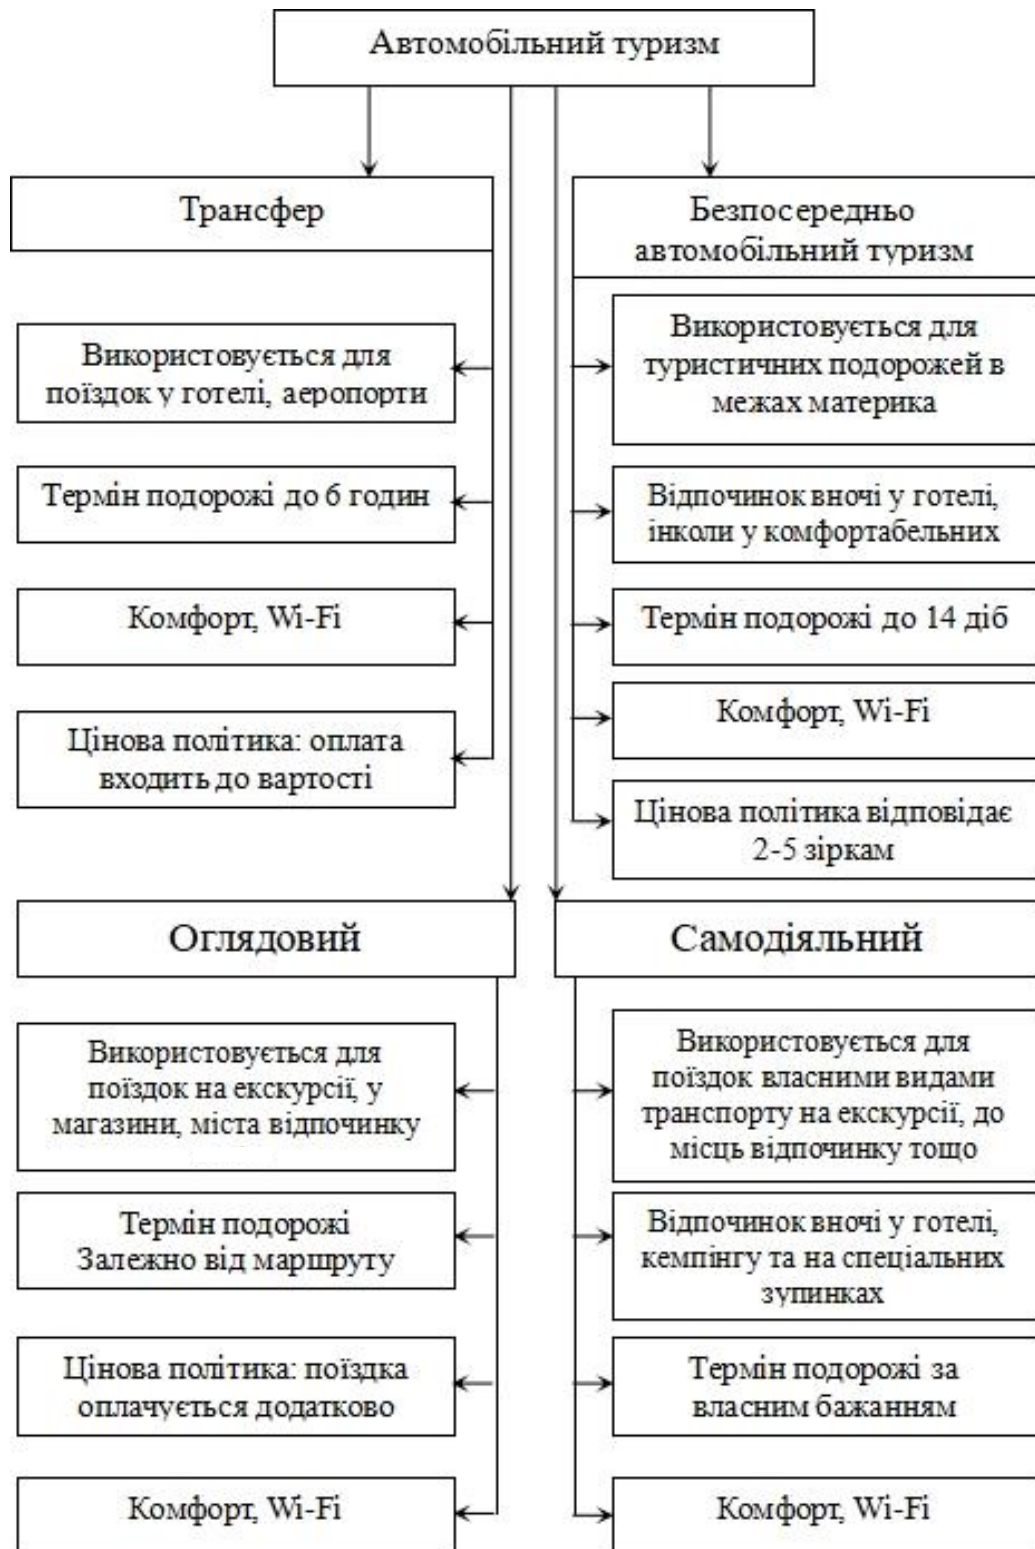 Автомобільний туризм
Трансфер
Використовується для
поїздок у готелі, аеропорти
Термін подорожі до 6 годин
Комфорт, Wi-Fi
Цінова політика: оплата
входить до вартості
Безпосередньо
автомобільний туризм
Використовується для
туристичних подорожей в
межах материка
Відпочинок вночі у готелі,
інколи у комфортабельних
Термін подорожі до 14 діб
Комфорт, Wi-Fi
Цінова політика відповідає
2-5 зіркам
Оглядовий
Використовується для
поїздок на екскурсії, у
магазини, міста відпочинку
Термін подорожі
Залежно від маршруту
Цінова політика: поїздка
оплачується додатково
Комфорт, Wi-Fi
Самодіяльний
Використовується для
поїздок власними видами
транспорту на екскурсії, до
місць відпочинку тощо
Відпочинок вночі у готелі,
кемпінгу та на спеціальних
зупинках
Термін подорожі за
власним бажанням
Комфорт, Wi-Fi